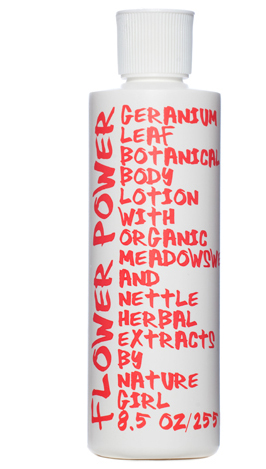 FLOWER POWER
GERANIUM
LEAF
BOTANICAL
BODY
LOTION
WITH
ORGANIC
MEADOWSWE
AND
NETTLE
HERBAL
EXTRACTS
BY
NATURE
GIRL
8.5 OZ/255